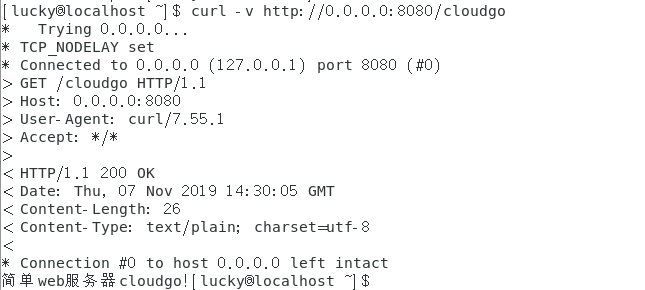 [lucky@localhost ~]$ curl -v http://0.0.0.0:8080/cloudgo
*   Trying 0.0.0.0...
* TCP_NODELAY set
* Connected to 0.0.0.0 (127.0.0.1) port 8080 (#0)
> GET /cloudgo HTTP/1.1
> Host: 0.0.0.0:8080
> User-Agent: curl/7.55.1
> Accept: */*
>
< HTTP/1.1 200 OK
< Date: Thu, 07 Nov 2019 14:30:05 GMT
< Content-Length: 26
< Content-Type: text/plain; charset=utf-8
<
* Connection #0 to host 0.0.0.0 left intact
简单web服务器cloudgo![lucky@localhost ~]$